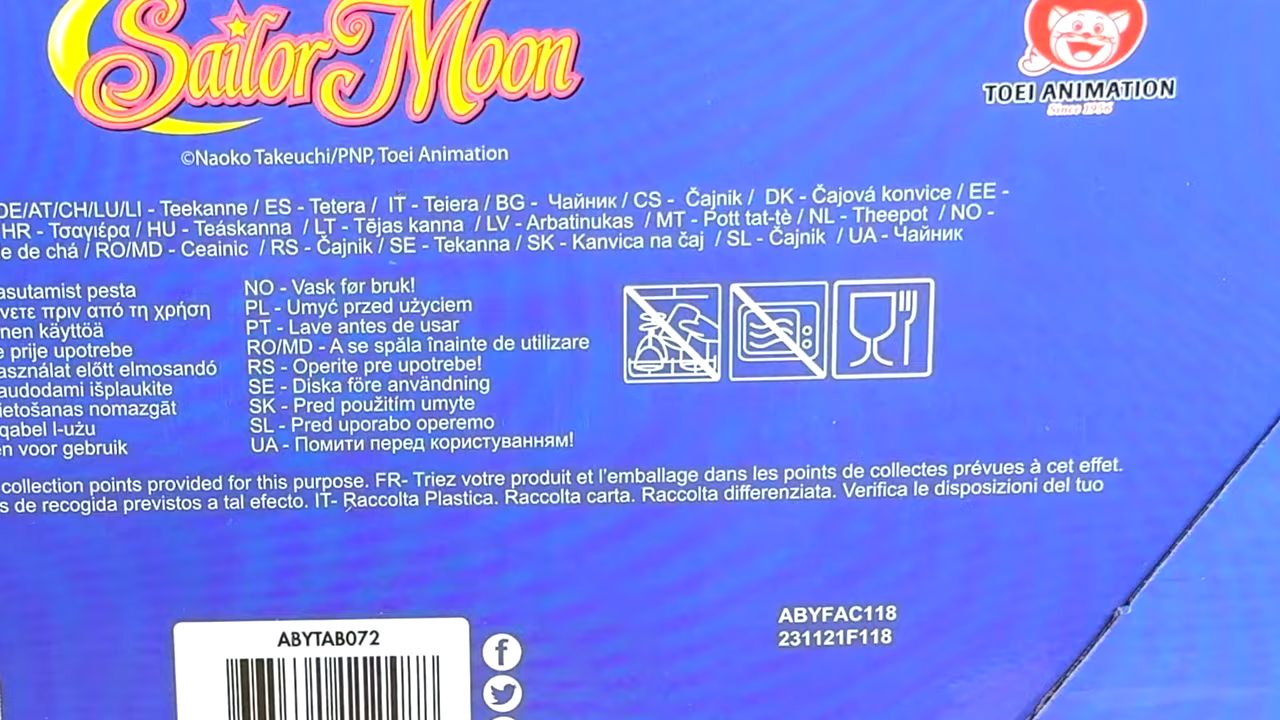 Sailor Moon
TOEI ANIMATION
Since 1956
©Naoko Takeuchi/PNP, Toei Animation
DE/AT/CH/LU/LI - Teekanne / ES - Tetera / IT - Teiera / BG - Чайник / CS - Čajnik / DK - Čajová konvice / EE -
HR - Τσαγιέρα / HU - Teáskanna / LT - Tējas kanna / LV - Arbatinukas / MT - Pott tat-tè / NL - Theepot / NO -
e de chá / RO/MD - Ceainic / RS - Čajnik / SE - Tekanna / SK - Kanvica na čaj / SL - Čajnik / UA - Чайник
asutamist pesta
νετε πριν από τη χρήση
nen käyttöä
e prije upotrebe
asználat előtt elmosandó
audodami išplaukite
ietošanas nomazgāt
qabel l-użu
en voor gebruik
NO - Vask før bruk!
PL - Umyć przed użyciem
PT - Lave antes de usar
RO/MD - A se spăla înainte de utilizare
RS - Operite pre upotrebe!
SE - Diska före användning
SK - Pred použitím umyte
SL - Pred uporabo operemo
UA - Помити перед користуванням!
collection points provided for this purpose. FR- Triez votre produit et l'emballage dans les points de collectes prévues à cet effet.
s de recogida previstos a tal efecto. IT- Raccolta Plastica. Raccolta carta. Raccolta differenziata. Verifica le disposizioni del tuo
ABYFAC118
231121F118
ABYTAB072